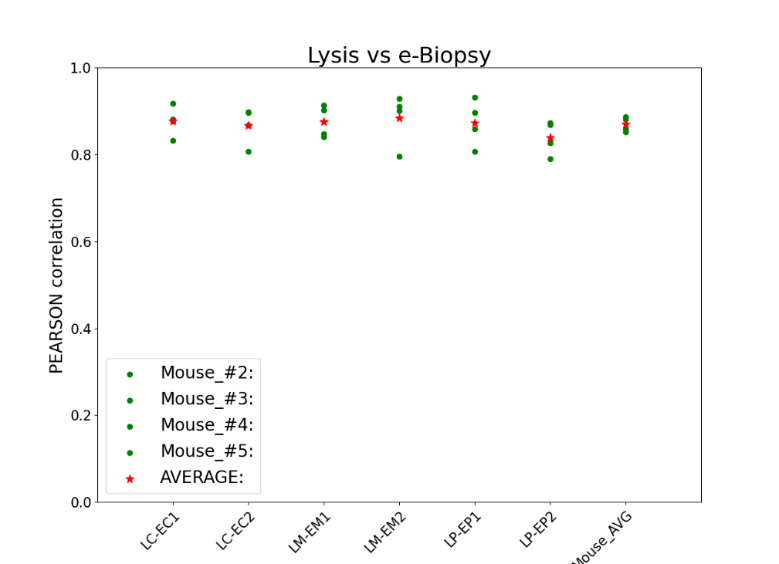 Lysis vs e-Biopsy
PEARSON correlation
1.0
0.8
0.6
0.4
0.2
0.0
Mouse_#2:
Mouse_#3:
Mouse_#4:
Mouse_#5:
AVERAGE:
LC-EC1
LC-EC2
LM-EM1
LM-EM2
LP-EP1
LP-EP2
Mouse_AVG